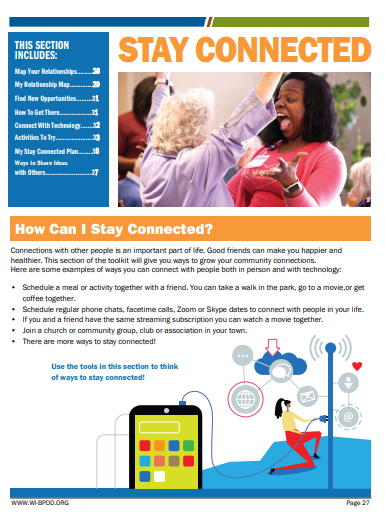 THIS SECTION
INCLUDES:
Map Your Relationships........28
My Relationship Map...........29
Find New Opportunities........31
How To Get There...............31
Connect With Technology.......32
Activities To Try.................33
My Stay Connected Plan........36
Ways to Share Ideas
with Others......................37
STAY CONNECTED
How Can I Stay Connected?
Connections with other people is an important part of life. Good friends can make you happier and
healthier. This section of the toolkit will give you ways to grow your community connections.
Here are some examples of ways you can connect with people both in person and with technology:
• Schedule a meal or activity together with a friend. You can take a walk in the park, go to a movie,or get
coffee together.
• Schedule regular phone chats, facetime calls, Zoom or Skype dates to connect with people in your life.
• If you and a friend have the same streaming subscription you can watch a movie together.
• Join a church or community group, club or association in your town.
• There are more ways to stay connected!
Use the tools in this section to think
of ways to stay connected!
@
WWW.WI-BPDD.ORG
Page 27